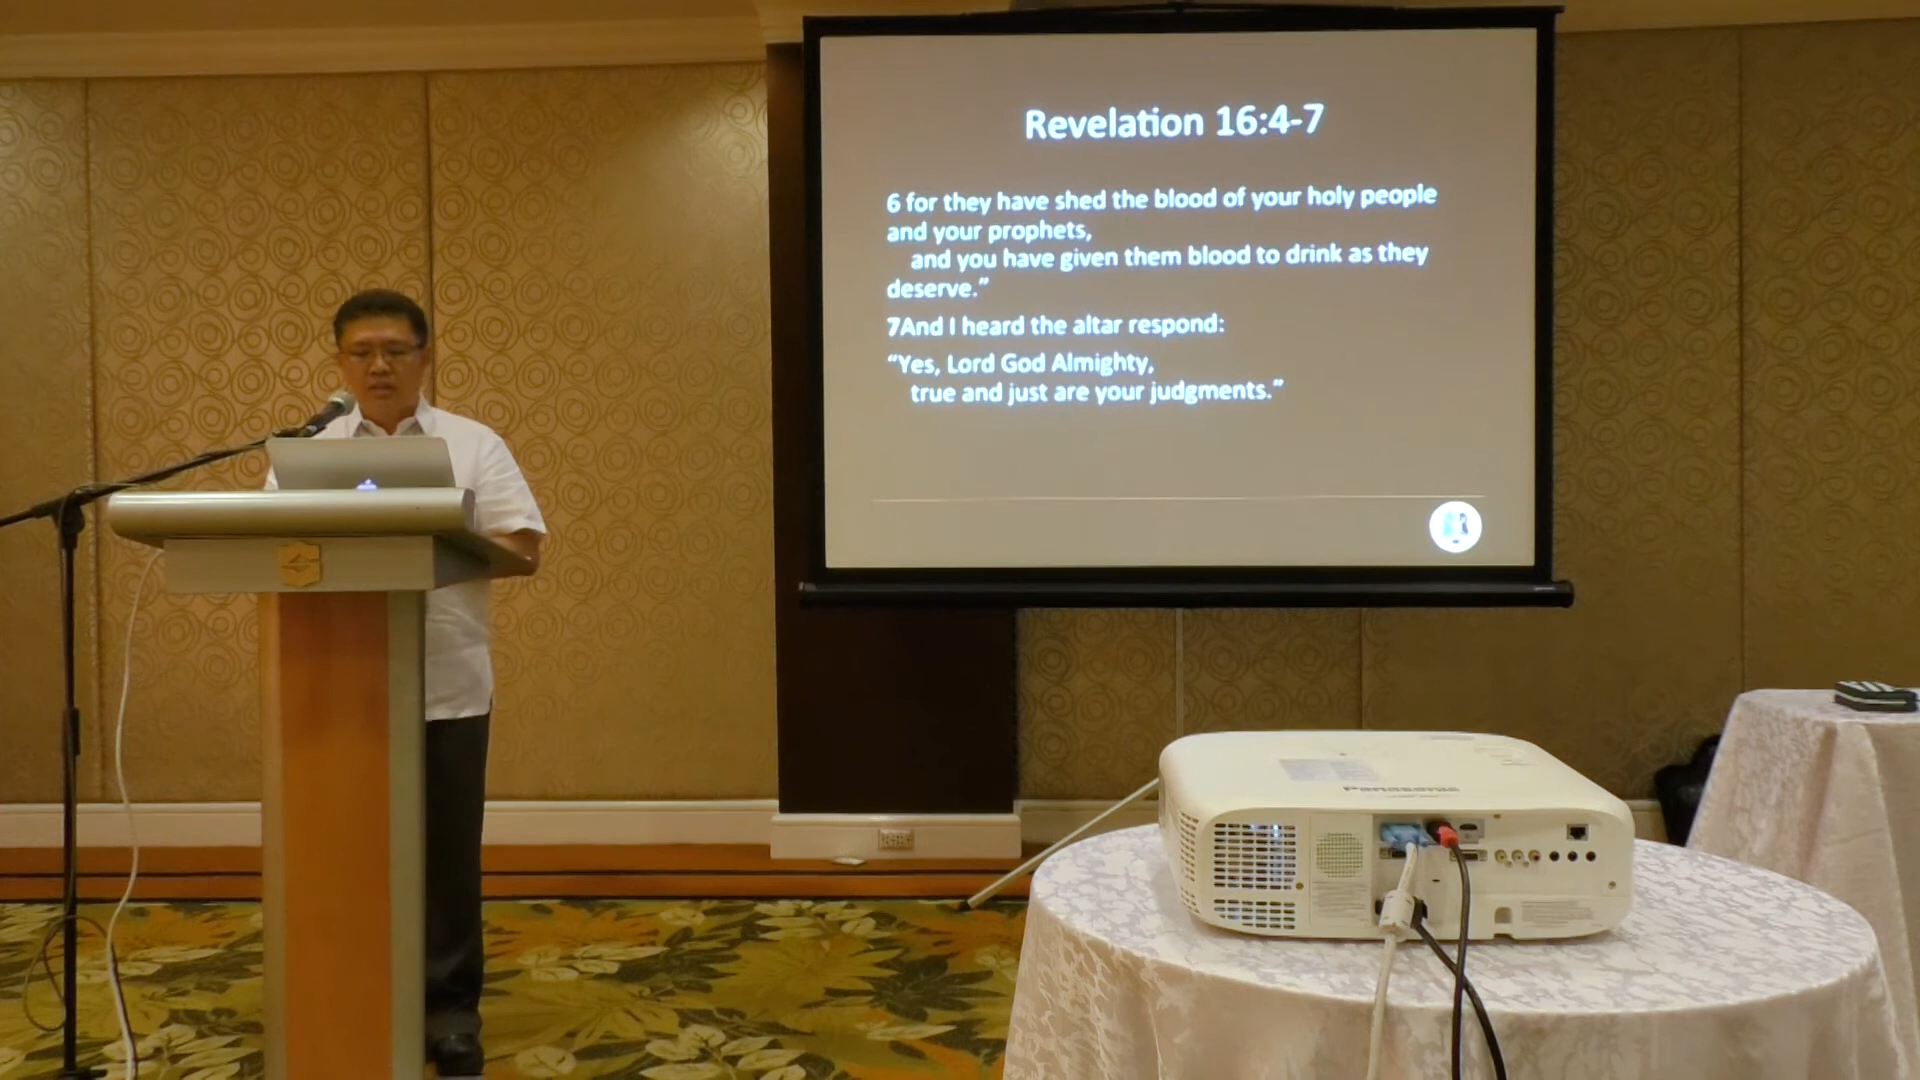 Revelation 16:4-7
6 for they have shed the blood of your holy people
and your prophets,
and you have given them blood to drink as they
deserve.”
7And I heard the altar respond:
“Yes, Lord God Almighty,
true and just are your judgments.”
Panasonic